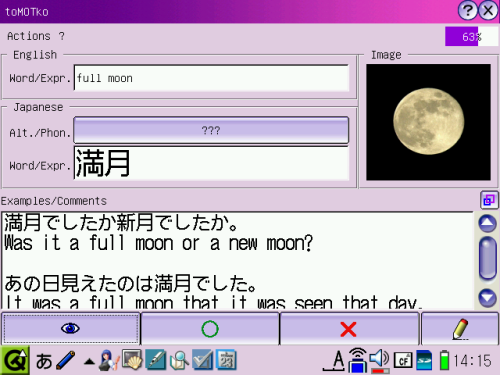 toMOTko
Actions ?
63%
English
Word/Expr. full moon
Japanese
Alt./Phon. ???
Word/Expr. 満月
Image
Examples/Comments
満月でしたか新月でしたか。
Was it a full moon or a new moon?
あの日見えたのは満月でした。
It was a full moon that it was seen that day.
あ
A
CF
14:15